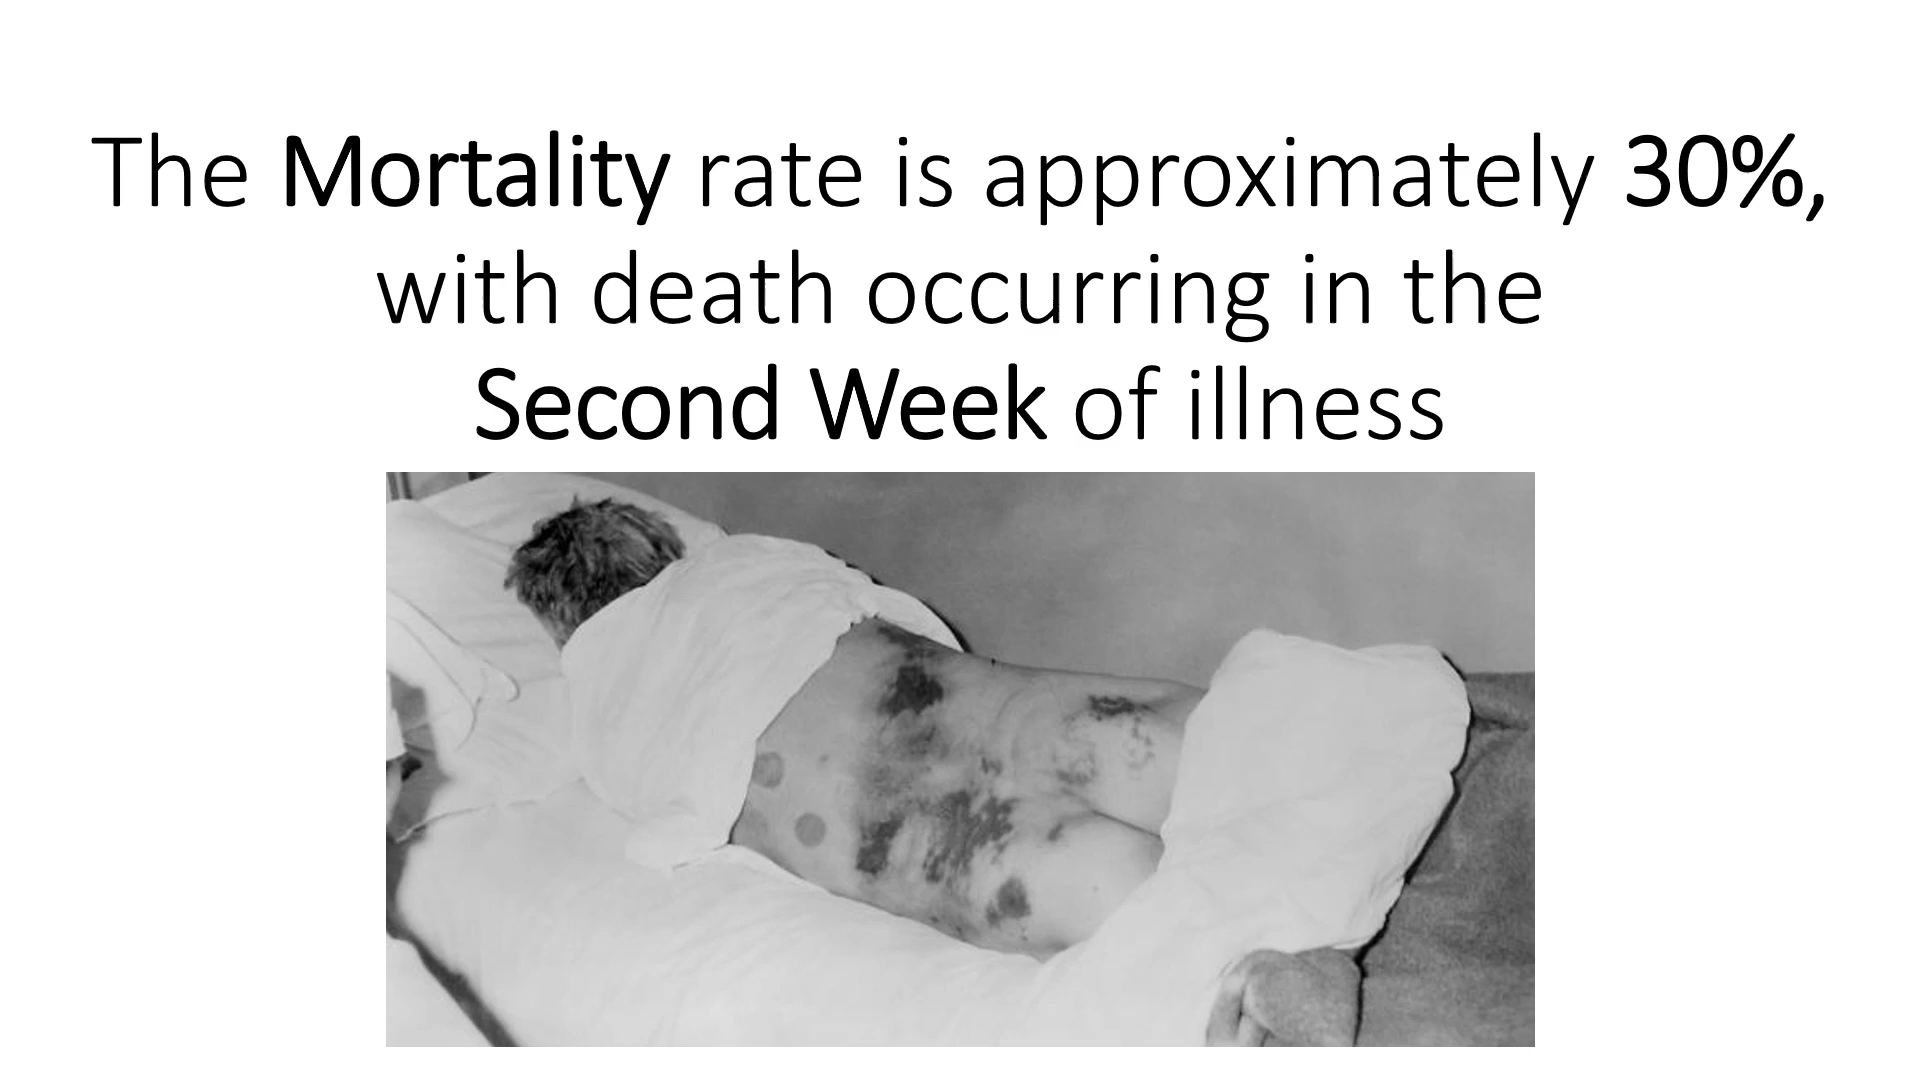 The Mortality rate is approximately 30%,
with death occurring in the
Second Week of illness